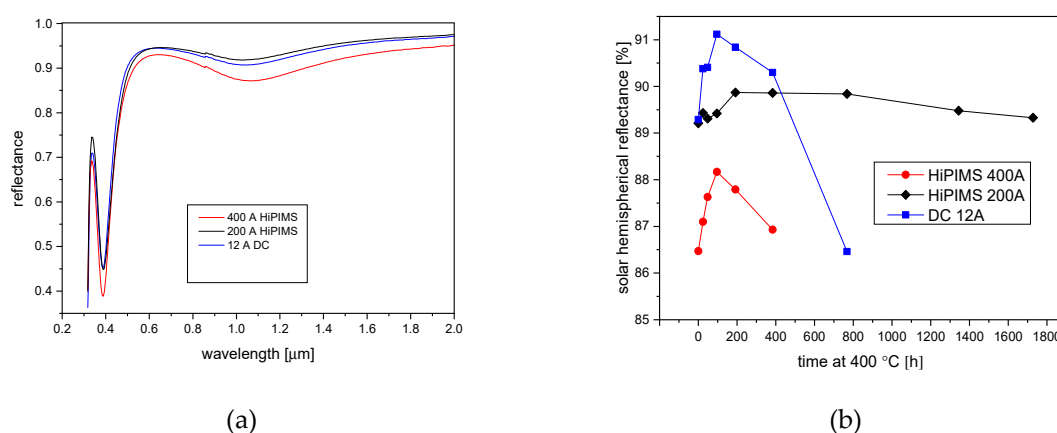 1.0
0.9
0.8
0.7
0.6
0.5
0.4
reflectance
400 A HiPIMS
200 A HiPIMS
12 A DC
0.2 0.4 0.6 0.8 1.0 1.2 1.4 1.6 1.8 2.0
wavelength [μm]
(a)
91
90
89
88
87
86
85
solar hemispherical reflectance [%]
HiPIMS 400A
HiPIMS 200A
DC 12A
0 200 400 600 800 1000 1200 1400 1600 1800
time at 400 °C [h]
(b)